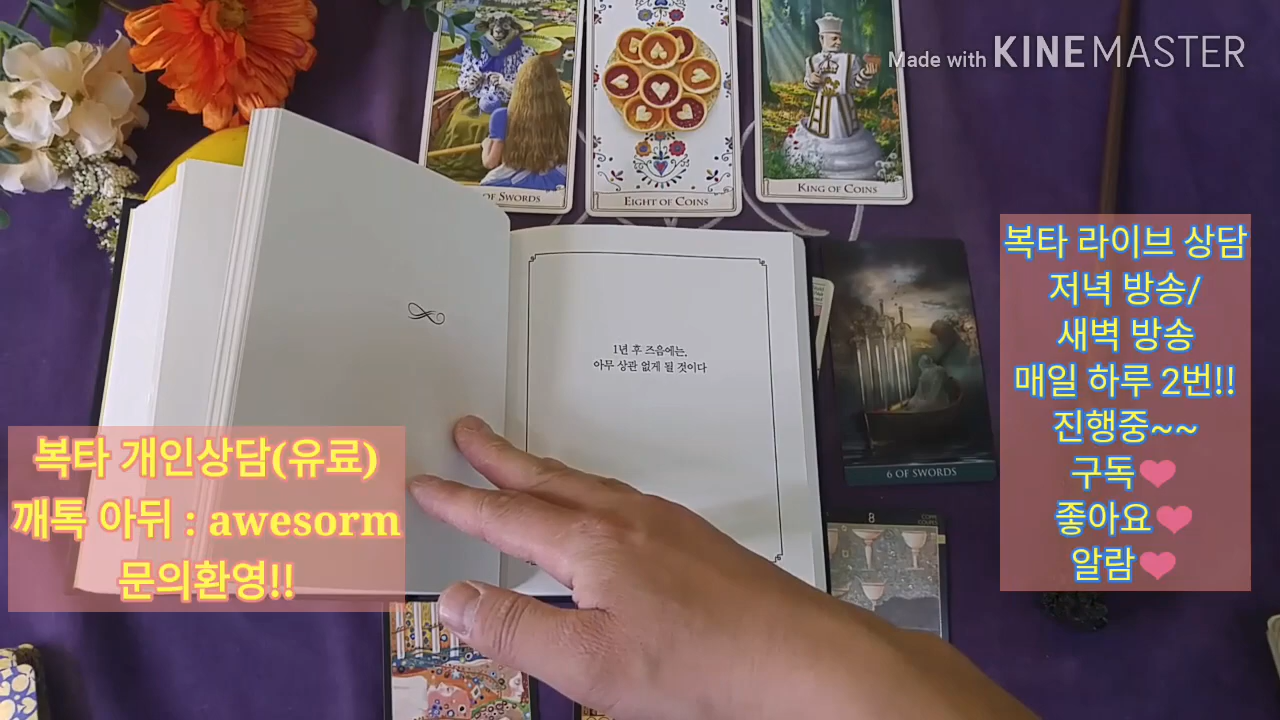 Made with KINEMASTER
OF SWORDS
EIGHT OF COINS
KING OF COINS
1년 후 즈음에는,
아무 상관 없게 될 것이다
6 OF SWORDS
8
COPPE
복타 개인상담(유료)
깨톡 아뒤 : awesorm
문의환영!!
복타 라이브 상담
저녁 방송/
새벽 방송
매일 하루 2번!!
진행중~~
구독❤
좋아요❤
알람❤